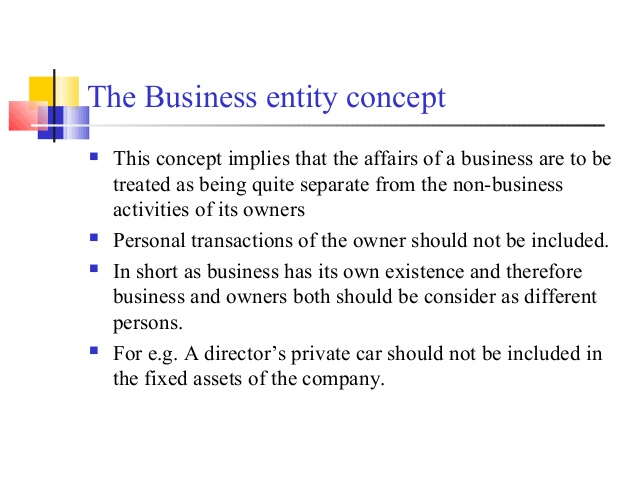 The Business entity concept
This concept implies that the affairs of a business are to be
treated as being quite separate from the non-business
activities of its owners
Personal transactions of the owner should not be included.
In short as business has its own existence and therefore
business and owners both should be consider as different
persons.
For e.g. A director’s private car should not be included in
the fixed assets of the company.